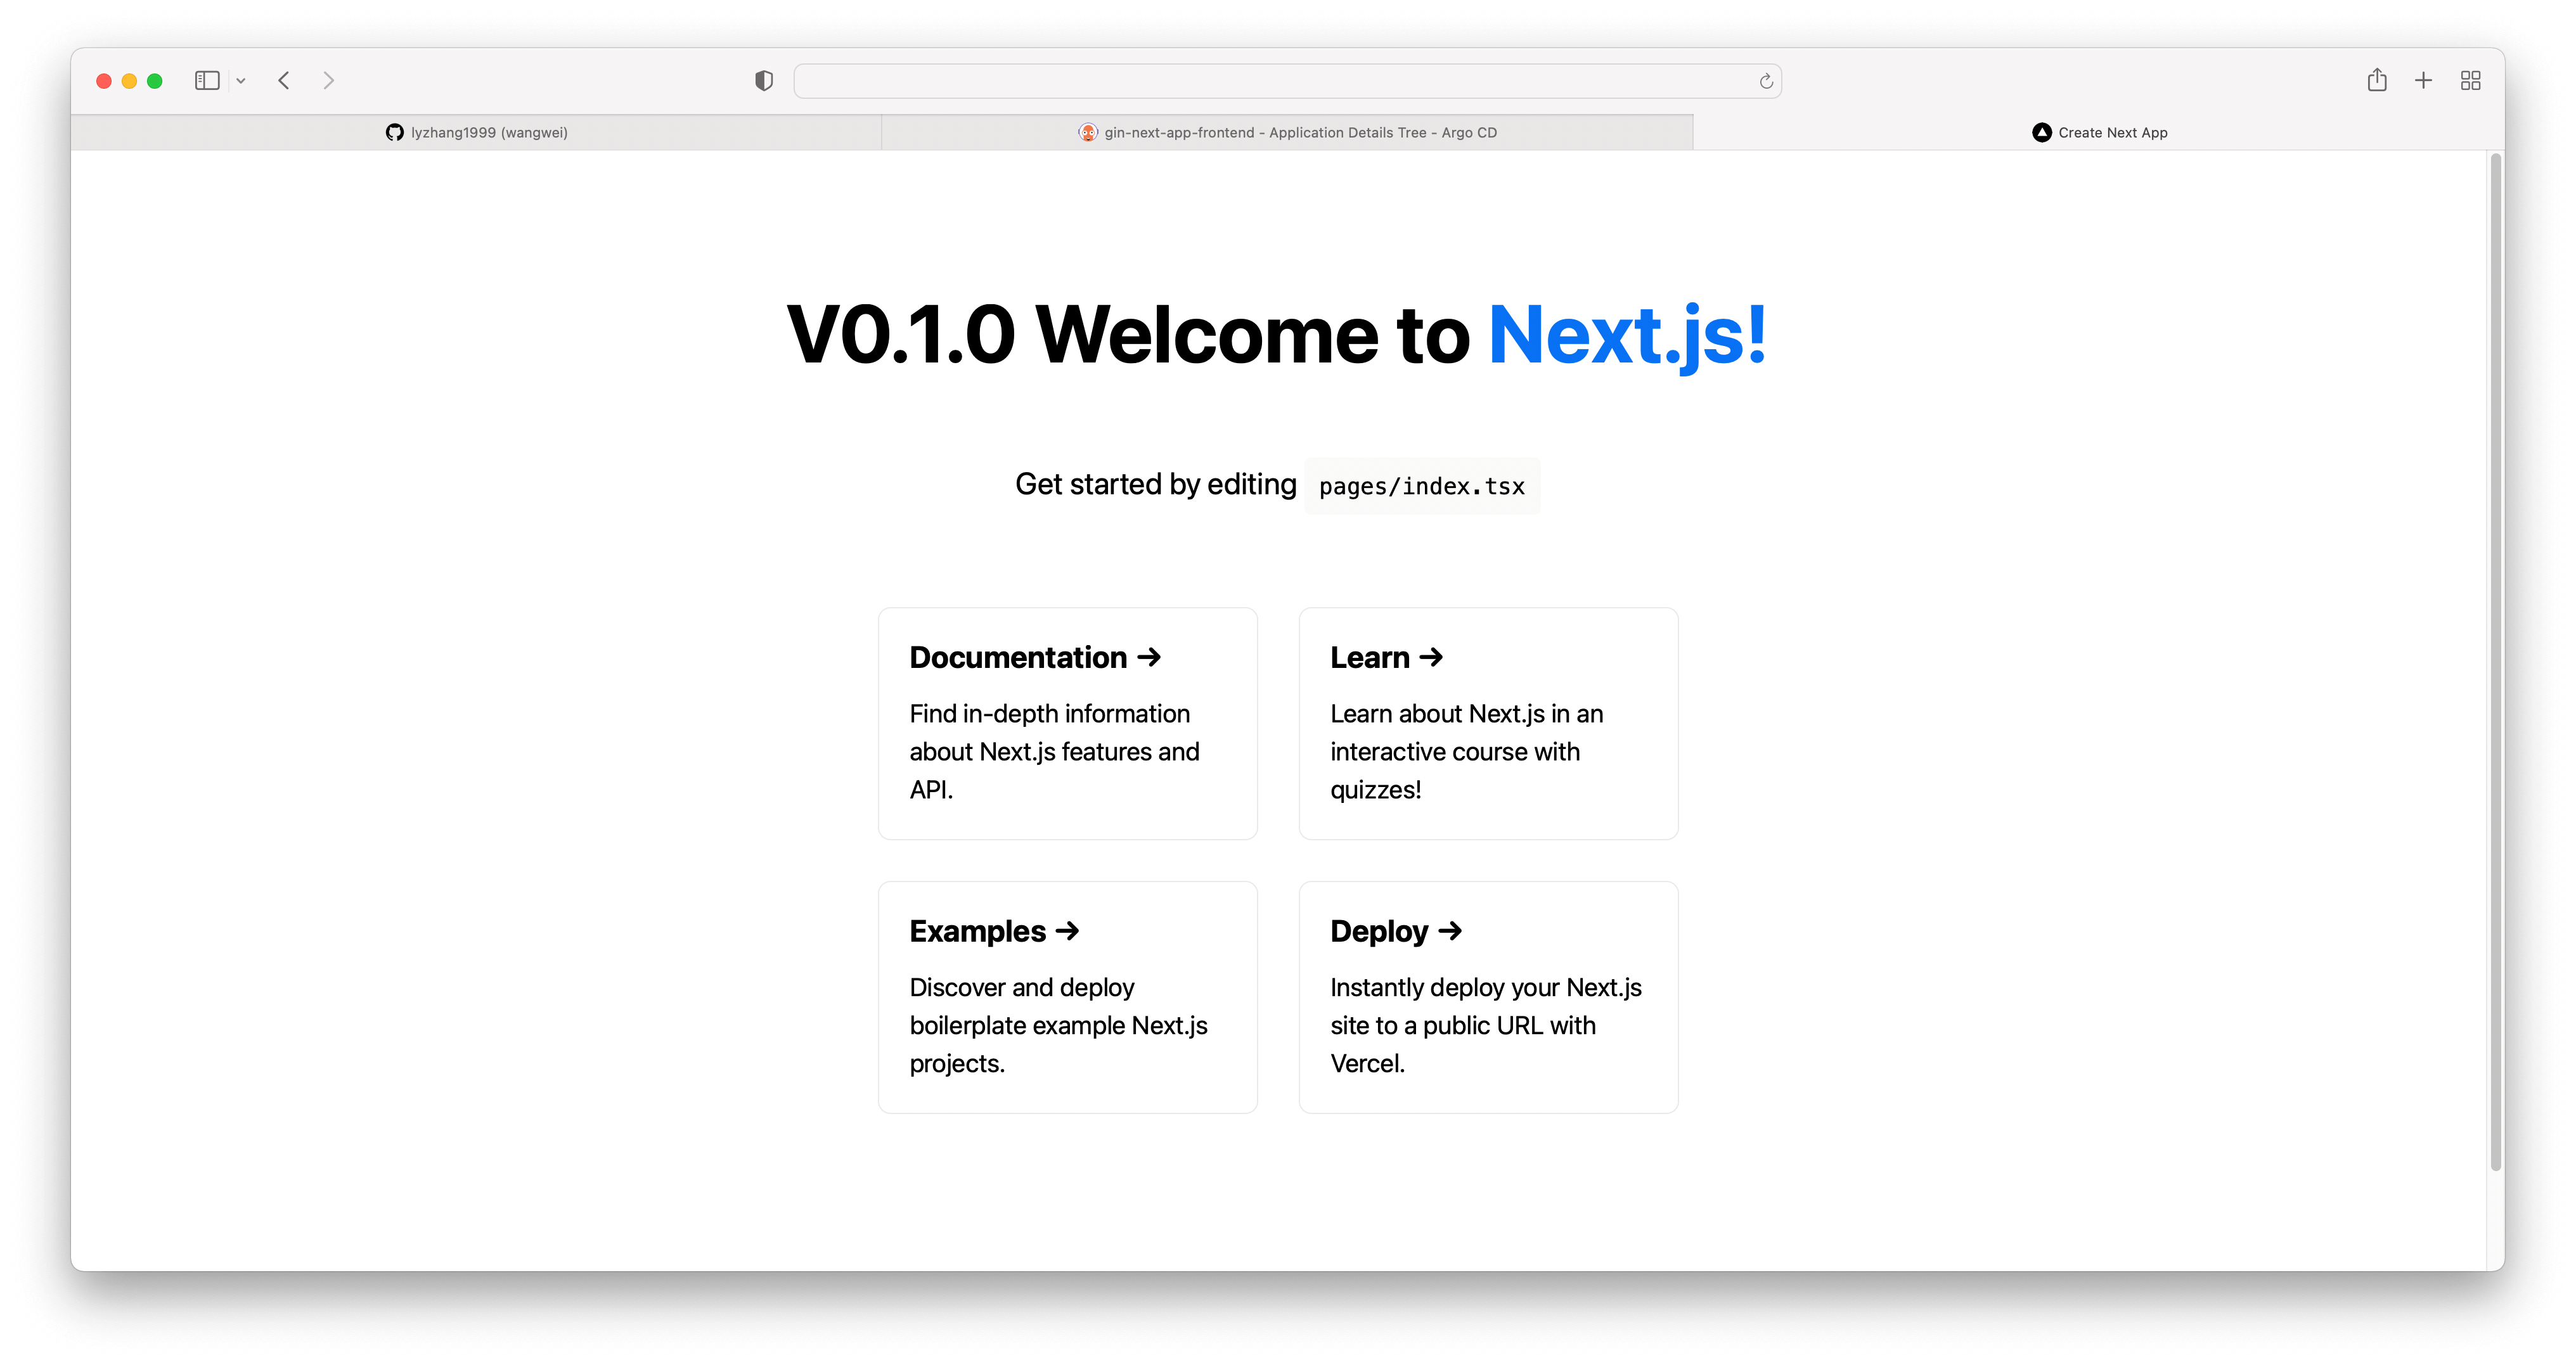 lyzhang1999 (wangwei)
gin-next-app-frontend - Application Details Tree - Argo CD
Create Next App
V0.1.0 Welcome to Next.js!
Get started by editing pages/index.tsx
Documentation →
Find in-depth information
about Next.js features and
API.
Learn →
Learn about Next.js in an
interactive course with
quizzes!
Examples →
Discover and deploy
boilerplate example Next.js
projects.
Deploy →
Instantly deploy your Next.js
site to a public URL with
Vercel.